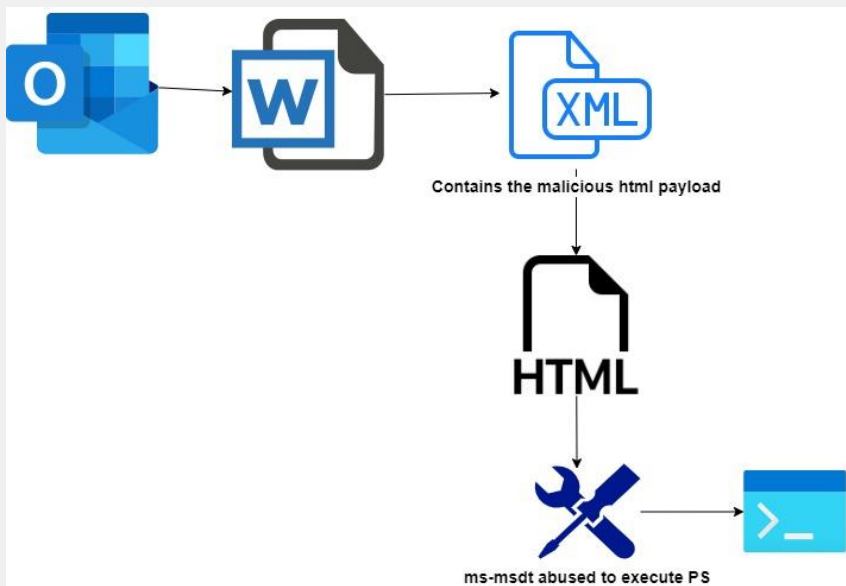 O
W
XML
Contains the malicious html payload
HTML
ms-msdt abused to execute PS